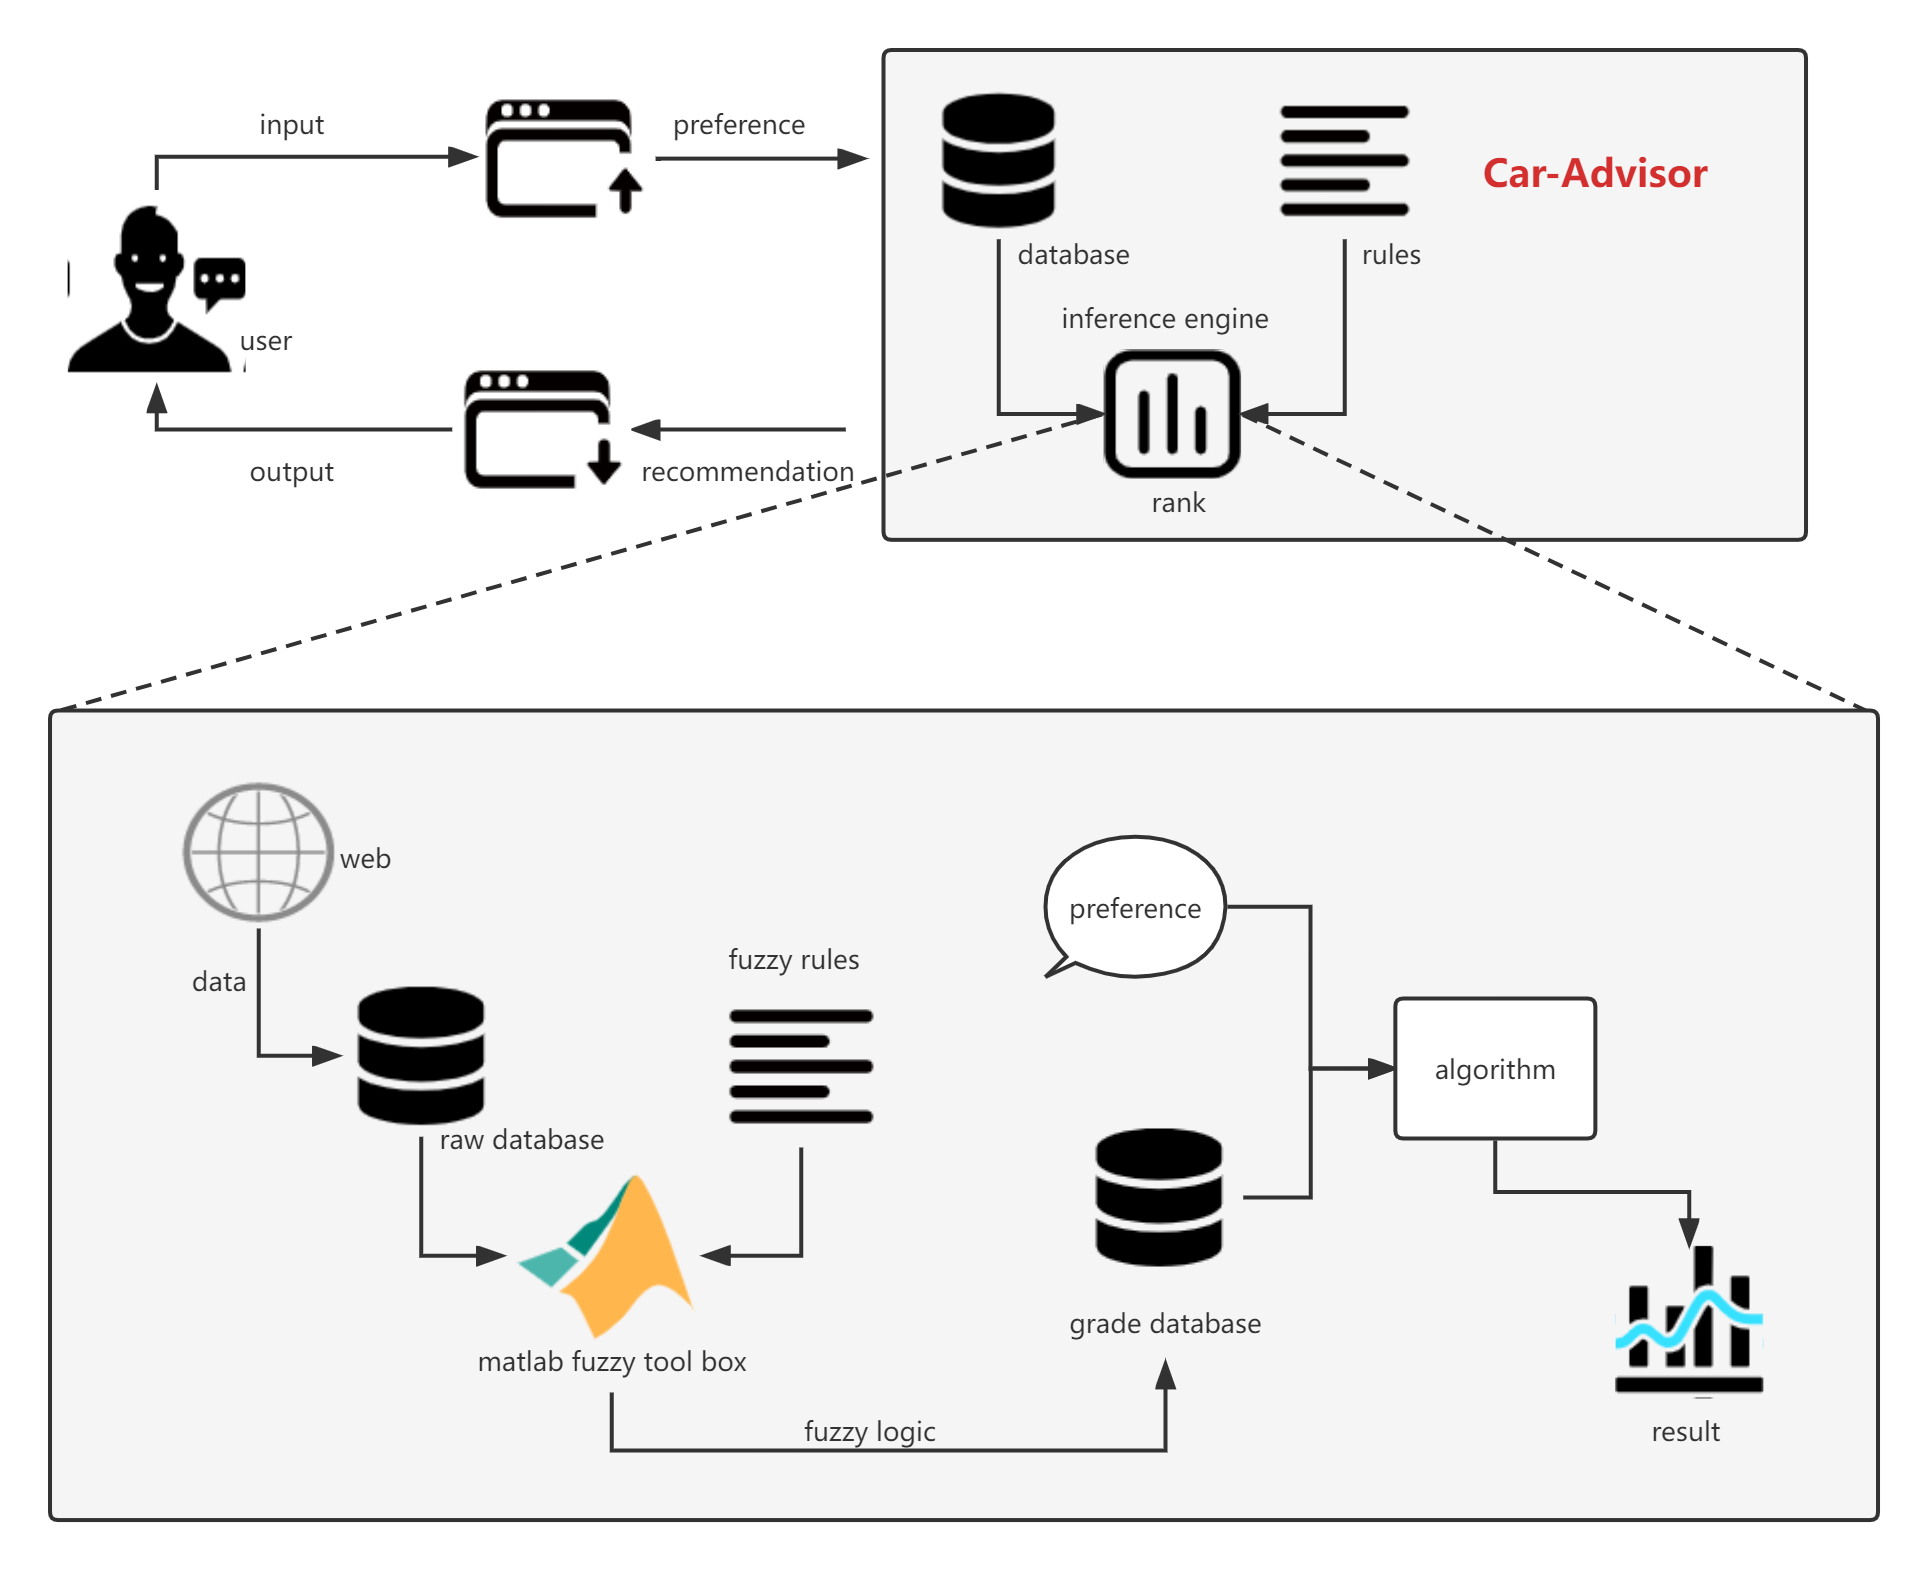 input
preference
Car-Advisor
database
rules
inference engine
user
output
recommendation
rank
web
preference
fuzzy rules
data
algorithm
raw database
grade database
matlab fuzzy tool box
fuzzy logic
result